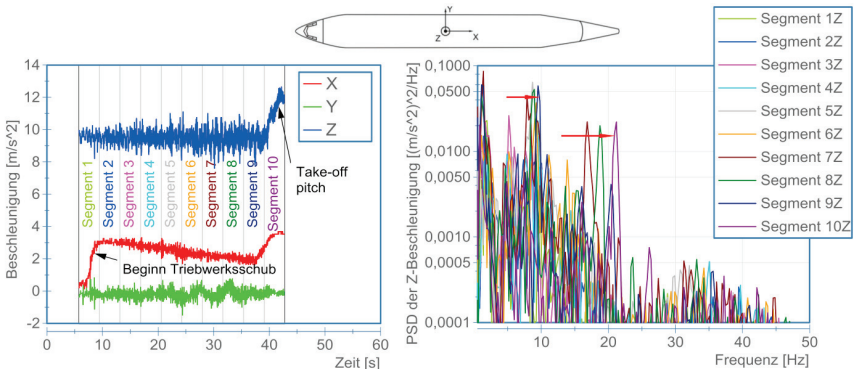 Y
Z
X
14
12
10
8
6
4
2
0
-2
Beschleunigung [m/s^2]
X
Y
Z
Segment 1
Segment 2
Segment 3
Segment 4
Segment 5
Segment 6
Segment 7
Segment 8
Segment 9
Segment 10
Take-off
pitch
Beginn Triebwerksschub
0
10
20
30
40
50
60
Zeit [s]
PSD der Z-Beschleunigung [(m/s^2)^2/Hz]
0,1000
0,0500
0,0100
0,0050
0,0010
0,0005
0,0001
10
20
30
40
50
Frequenz [Hz]
Segment 1Z
Segment 2Z
Segment 3Z
Segment 4Z
Segment 5Z
Segment 6Z
Segment 7Z
Segment 8Z
Segment 9Z
Segment 10Z